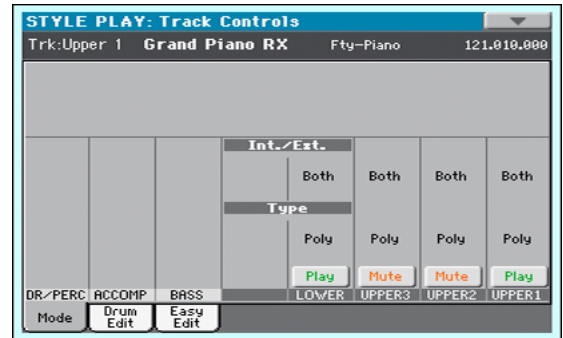 STYLE PLAY: Track Controls
Trk:Upper 1 Grand Piano RX Fty-Piano 121.010.000
Int./Ext.
Both Both Both Both
Type
Poly Poly Poly Poly
Play Mute Mute Play
DR/PERC ACCOMP BASS LOWER UPPER3 UPPER2 UPPER1
Mode Drum Edit Easy Edit